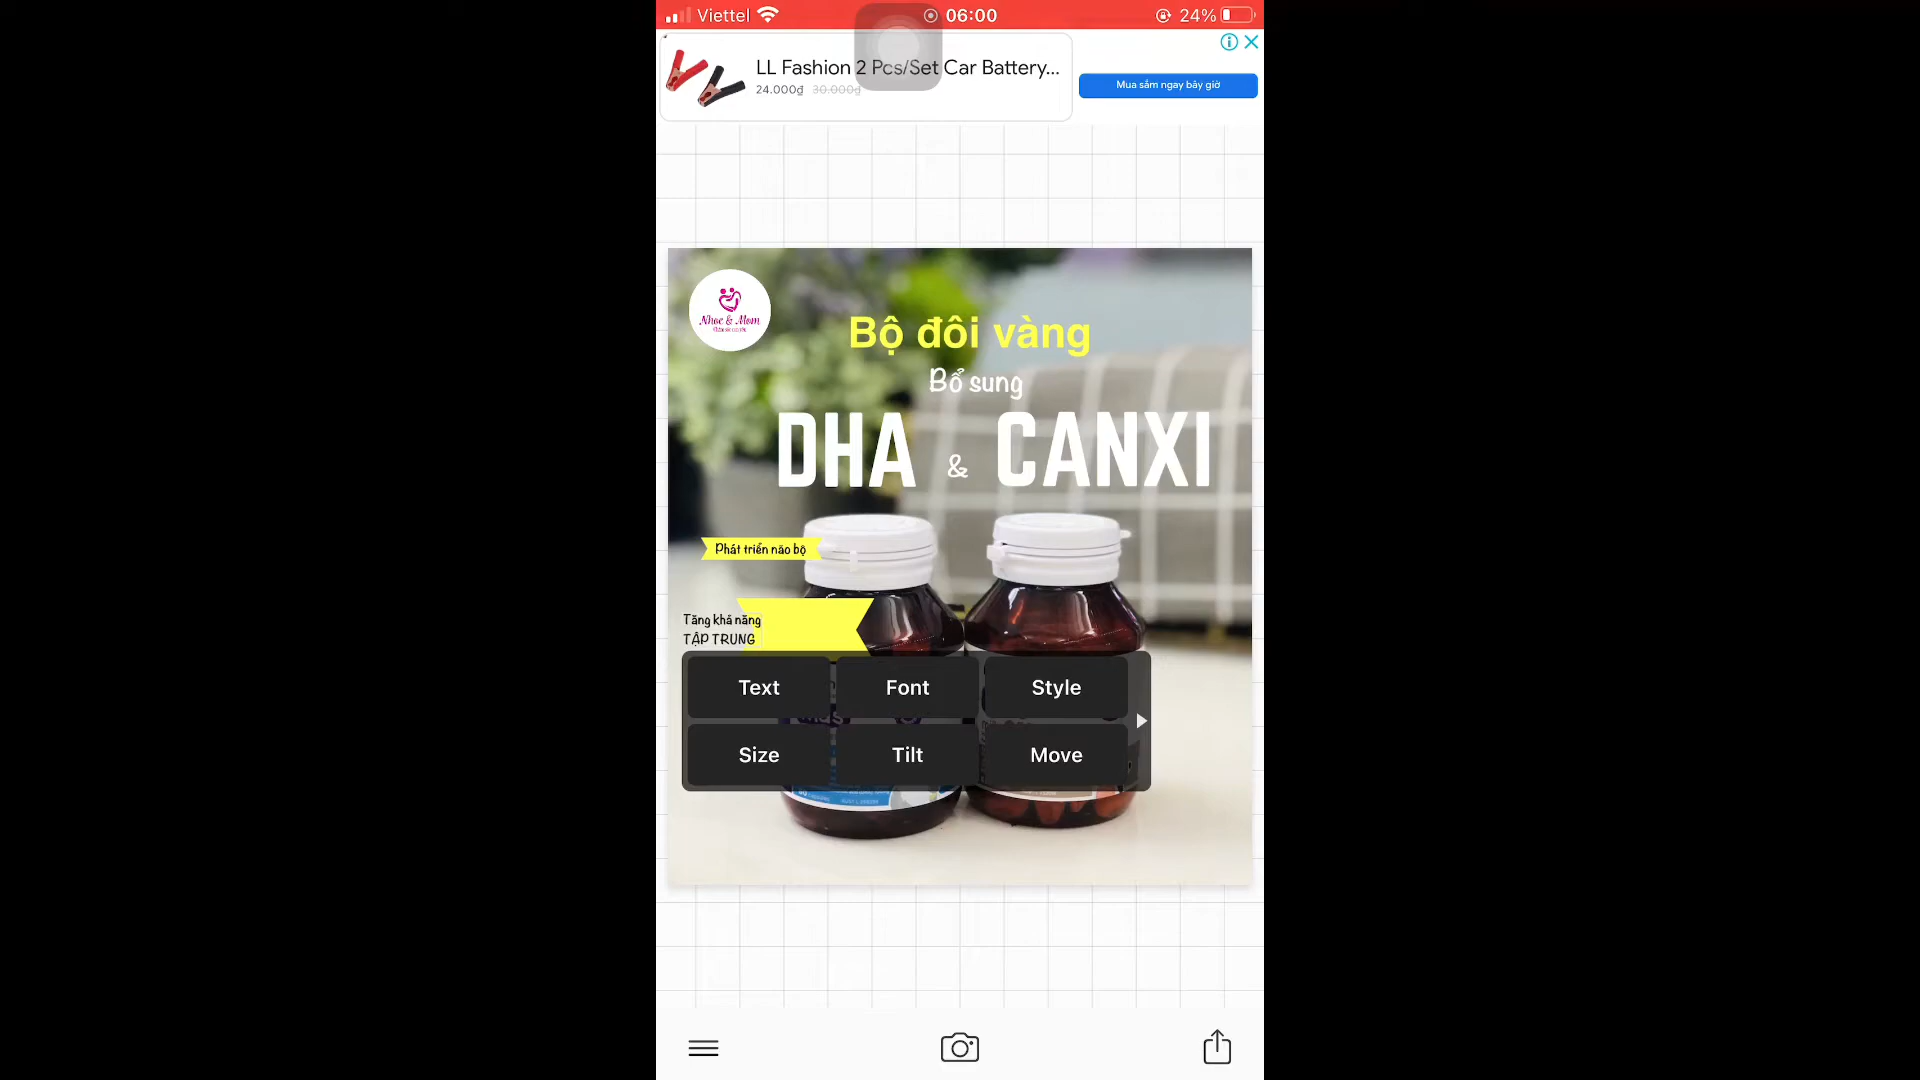 Viettel
06:00
24%
LL Fashion 2 Pcs/Set Car Battery...
24.000₫ 30.000₫
Mua sắm ngay bây giờ
Nhoc & Mom
Bộ đôi vàng
Bổ sung
DHA & CANXI
Phát triển não bộ
Tăng khả năng
TẬP TRUNG
Text
Font
Style
Size
Tilt
Move